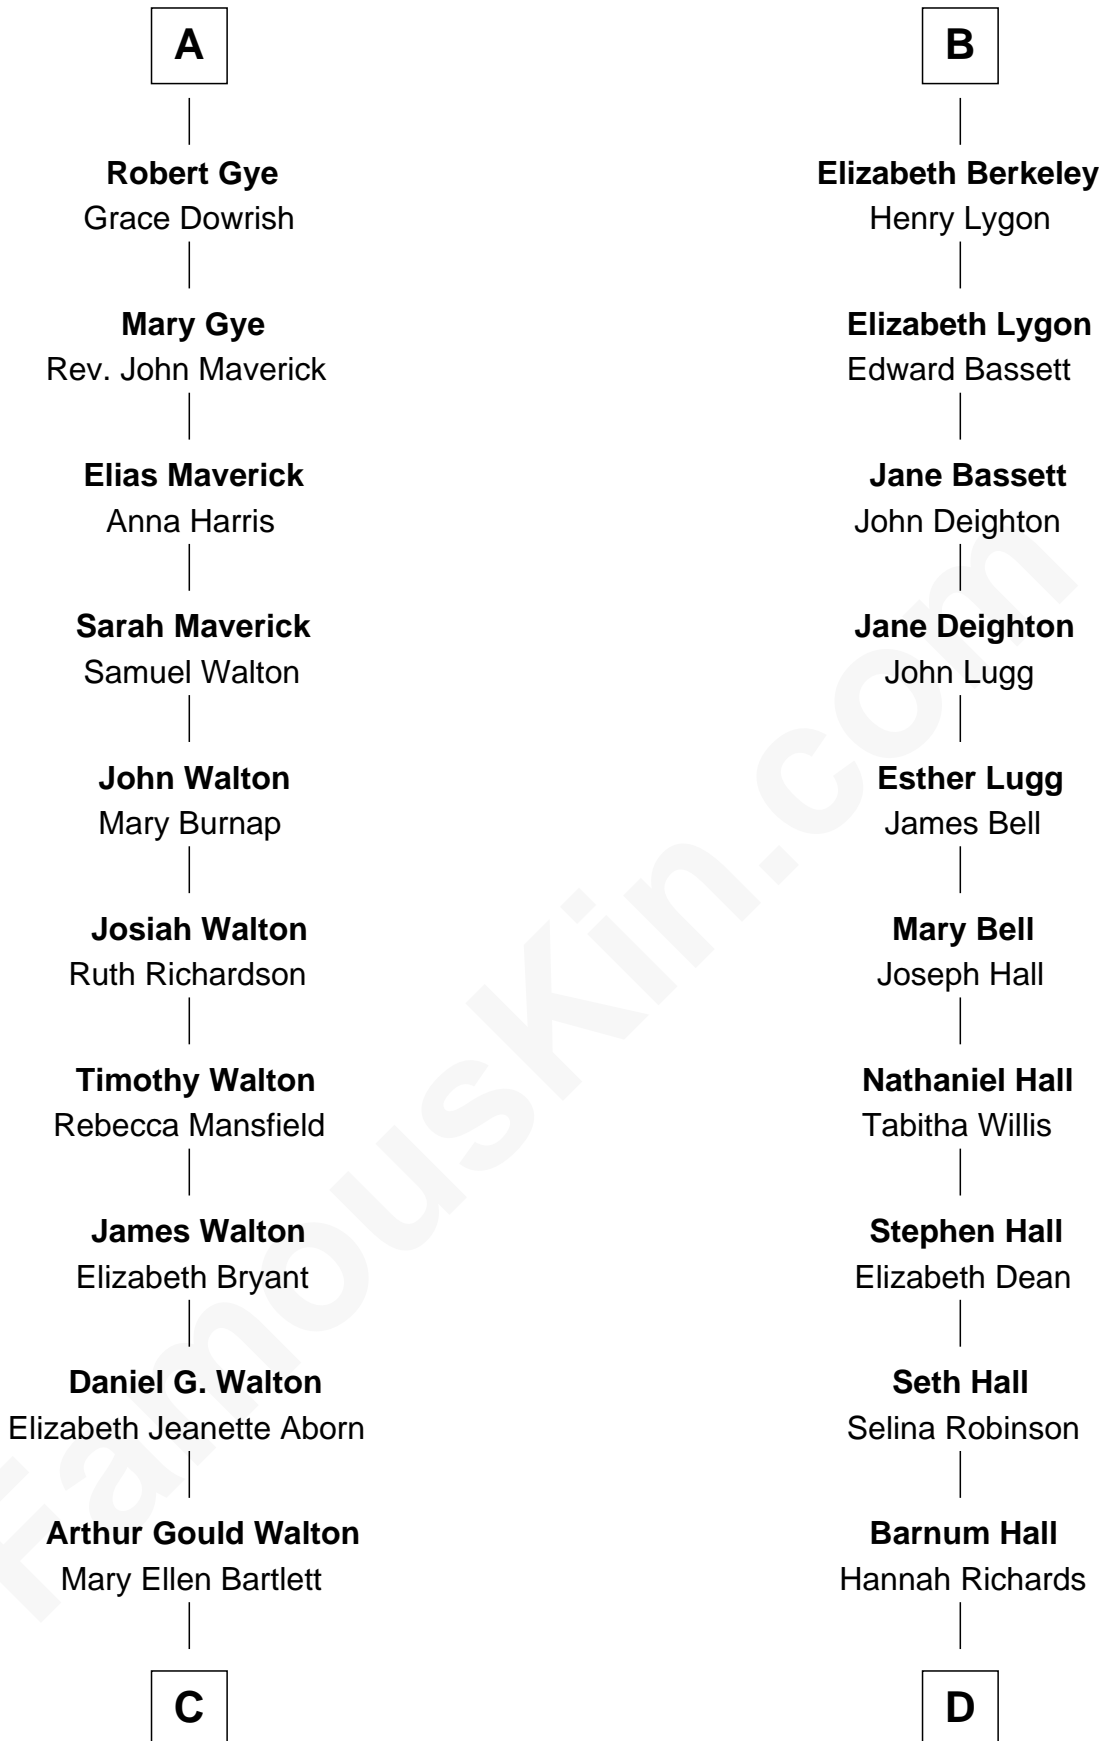 A
Robert Gye
Grace Dowrish
Mary Gye
Rev. John Maverick
Elias Maverick
Anna Harris
Sarah Maverick
Samuel Walton
John Walton
Mary Burnap
Josiah Walton
Ruth Richardson
Timothy Walton
Rebecca Mansfield
James Walton
Elizabeth Bryant
Daniel G. Walton
Elizabeth Jeanette Aborn
Arthur Gould Walton
Mary Ellen Bartlett
C
B
Elizabeth Berkeley
Henry Lygon
Elizabeth Lygon
Edward Bassett
Jane Bassett
John Deighton
Jane Deighton
John Lugg
Esther Lugg
James Bell
Mary Bell
Joseph Hall
Nathaniel Hall
Tabitha Willis
Stephen Hall
Elizabeth Dean
Seth Hall
Selina Robinson
Barnum Hall
Hannah Richards
D
FamousKin.com